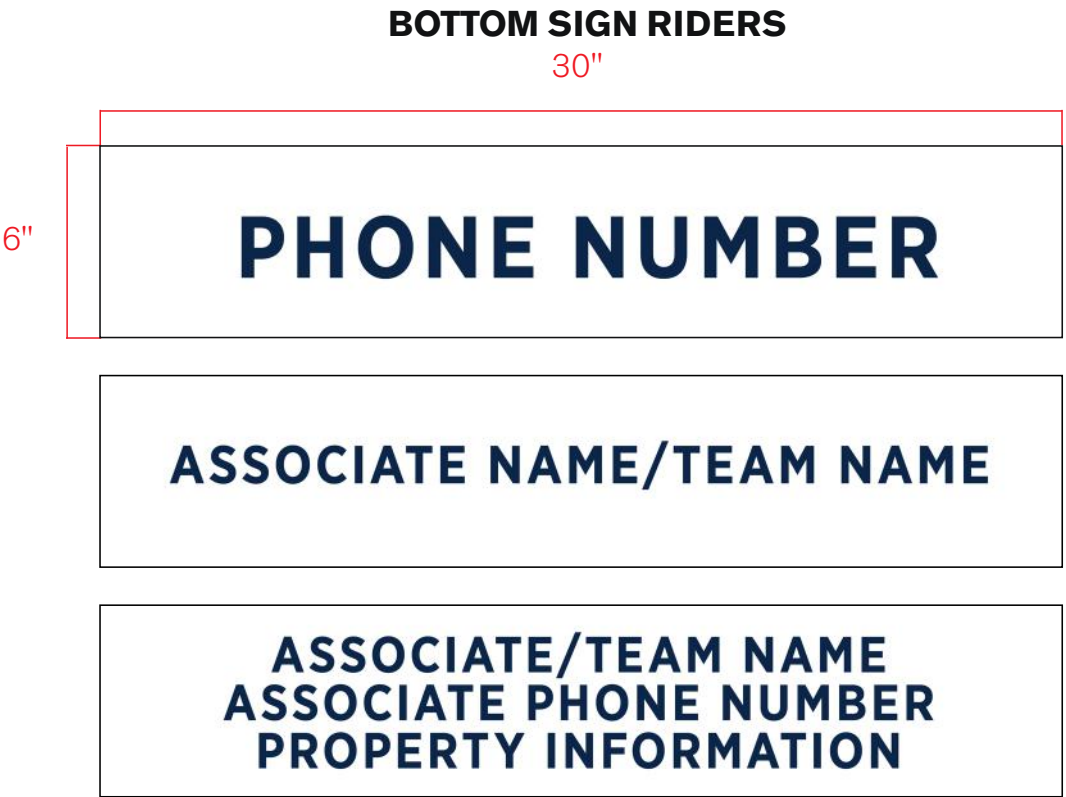 BOTTOM SIGN RIDERS
30"
6"
PHONE NUMBER
ASSOCIATE NAME/TEAM NAME
ASSOCIATE/TEAM NAME
ASSOCIATE PHONE NUMBER
PROPERTY INFORMATION